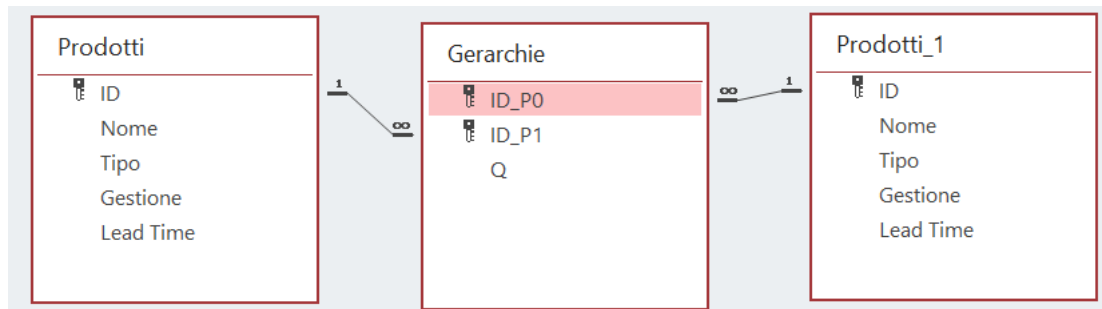 Prodotti
ID
Nome
Tipo
Gestione
Lead Time
1
∞
Gerarchie
ID_P0
ID_P1
Q
∞
1
Prodotti_1
ID
Nome
Tipo
Gestione
Lead Time